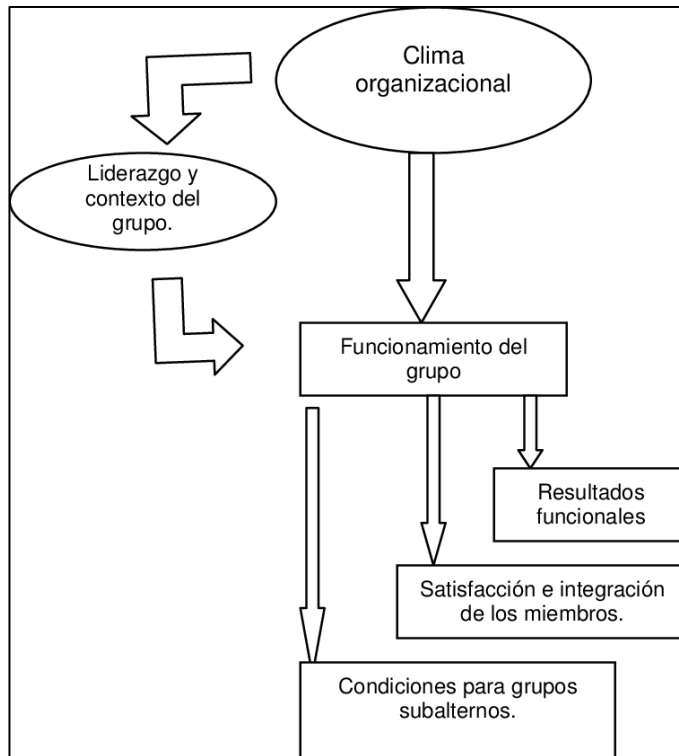 Clima
organizacional
Liderazgo y
contexto del
grupo.
Funcionamiento del
grupo
Resultados
funcionales
Satisfacción e integración
de los miembros.
Condiciones para grupos
subalternos.